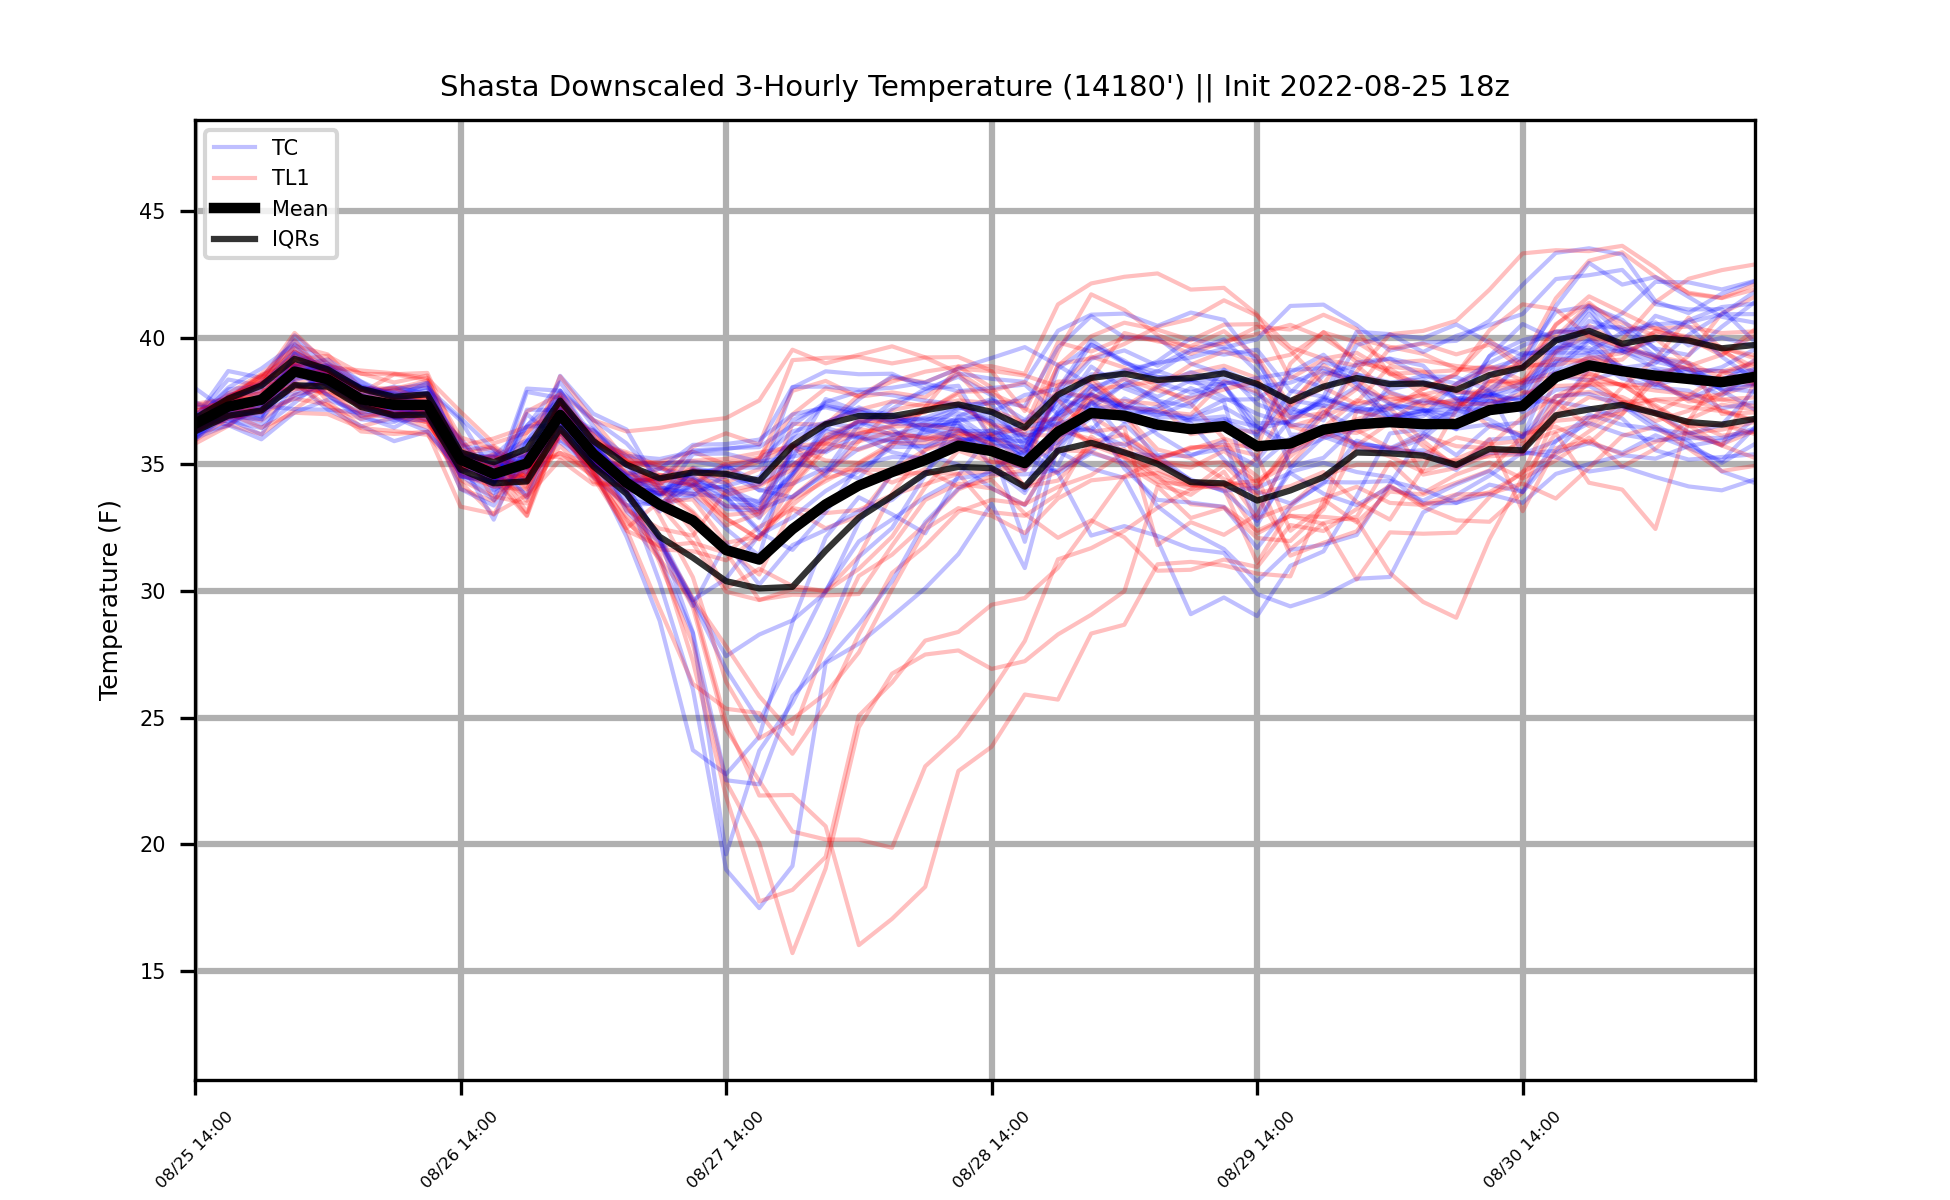 Shasta Downscaled 3-Hourly Temperature (14180') || Init 2022-08-25 18z
TC
TL1
Mean
IQRs
Temperature (F)
45
40
35
30
25
20
15
08/25 14:00
08/26 14:00
08/27 14:00
08/28 14:00
08/29 14:00
08/30 14:00